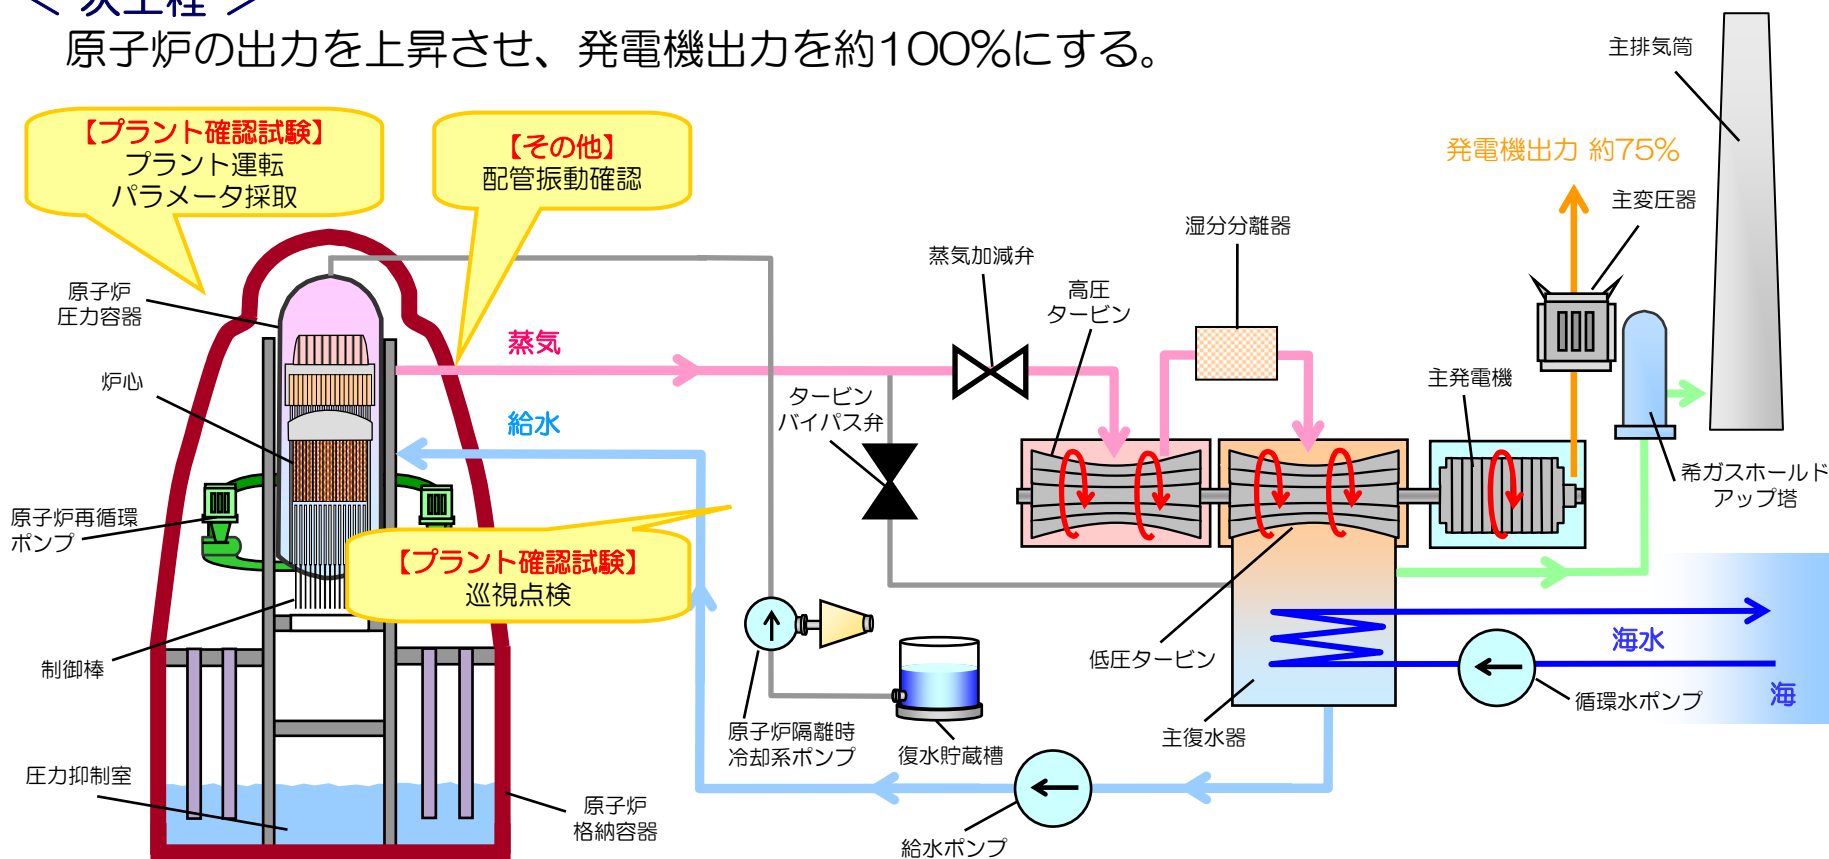 ＜ 次工程 ＞
原子炉の出力を上昇させ、発電機出力を約100%にする。
主排気筒
【プラント確認試験】
プラント運転
パラメータ採取
【その他】
配管振動確認
発電機出力 約75%
主変圧器
湿分分離器
蒸気加減弁
原子炉
圧力容器
高圧
タービン
蒸気
炉心
主発電機
タービン
バイパス弁
給水
希ガスホールド
アップ塔
原子炉再循環
ポンプ
【プラント確認試験】
巡視点検
海水
低圧タービン
制御棒
海
循環水ポンプ
原子炉隔離時
冷却系ポンプ
復水貯蔵槽
主復水器
圧力抑制室
原子炉
格納容器
給水ポンプ